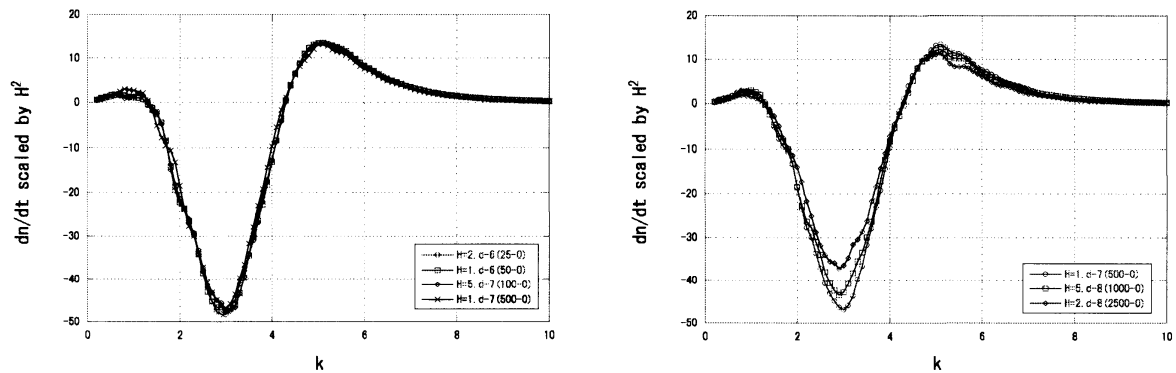 20
10
0
-10
-20
-30
-40
-50
dn/dt scaled by H²
H=2. d-6 (25-0)
H=1. d-6 (50-0)
H=5. d-7 (100-0)
H=1. d-7 (500-0)
0 2 4 6 8 10
k
20
10
0
-10
-20
-30
-40
-50
dn/dt scaled by H²
H=1. d-7 (500-0)
H=5. d-8 (1000-0)
H=2. d-8 (2500-0)
0 2 4 6 8 10
k